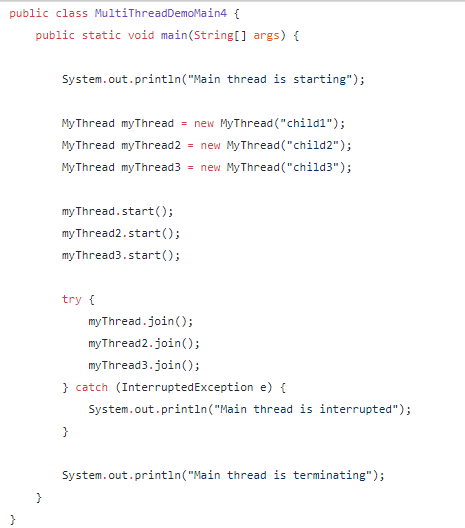 public class MultiThreadDemoMain4 {
    public static void main(String[] args) {

        System.out.println("Main thread is starting");

        MyThread myThread = new MyThread("child1");
        MyThread myThread2 = new MyThread("child2");
        MyThread myThread3 = new MyThread("child3");

        myThread.start();
        myThread2.start();
        myThread3.start();

        try {
            myThread.join();
            myThread2.join();
            myThread3.join();
        } catch (InterruptedException e) {
            System.out.println("Main thread is interrupted");
        }

        System.out.println("Main thread is terminating");
    }
}